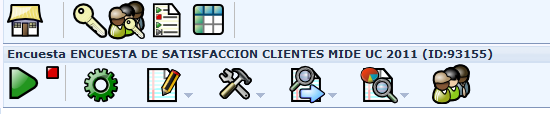 Encuesta ENCUESTA DE SATISFACCION CLIENTES MIDE UC 2011 (ID:93155)